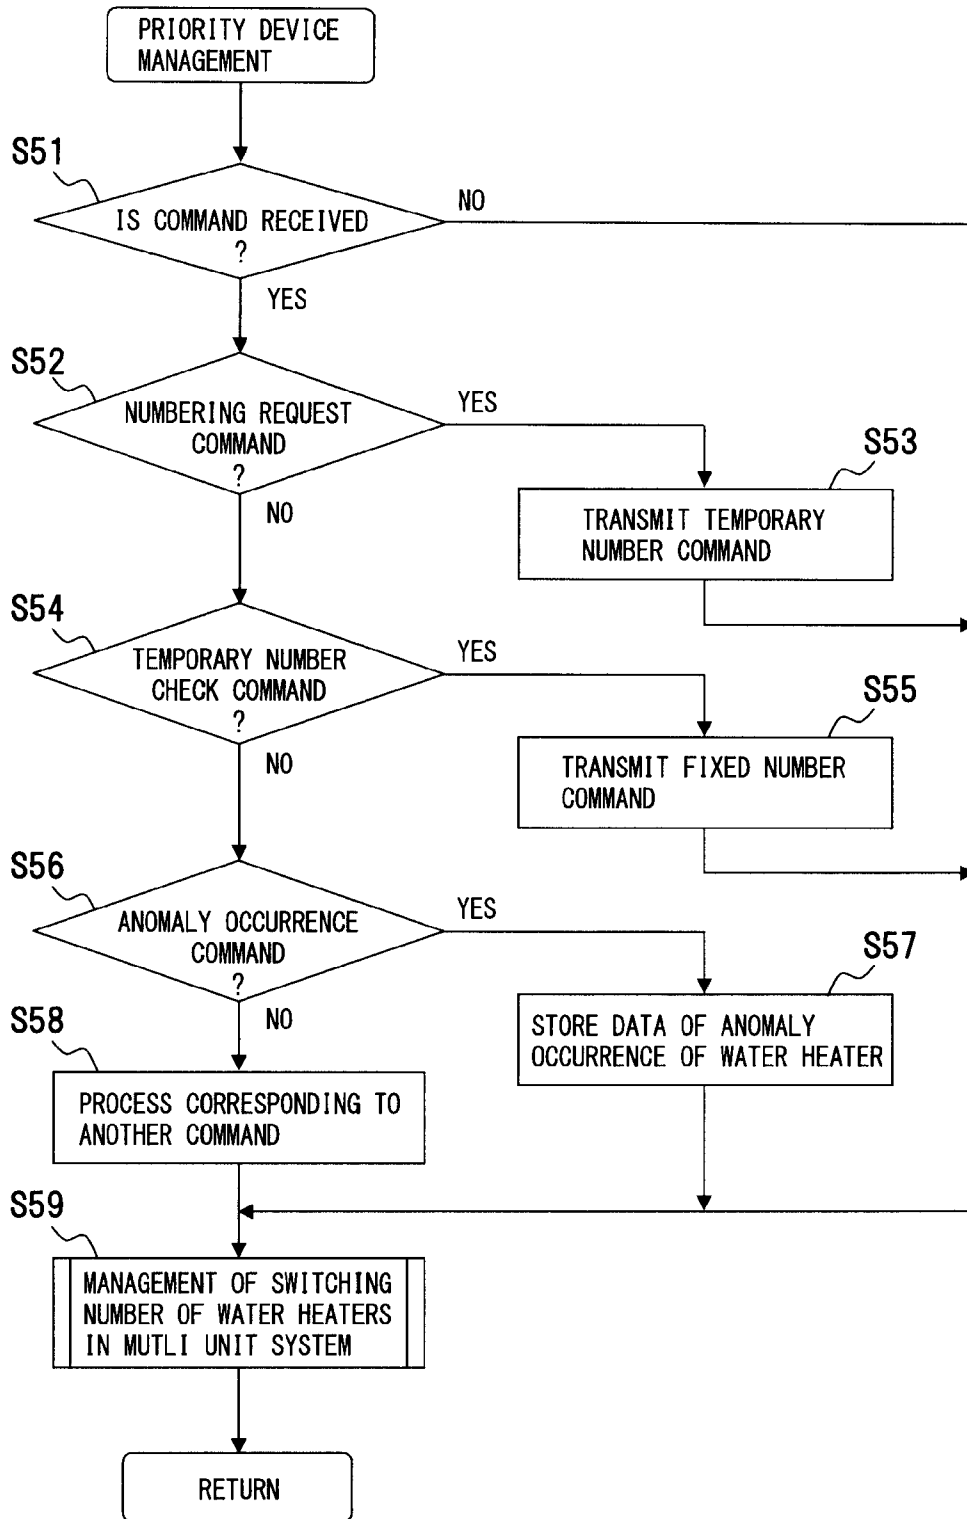 PRIORITY DEVICE
MANAGEMENT
S51
IS COMMAND RECEIVED
?
NO
YES
S52
NUMBERING REQUEST
COMMAND
?
YES
NO
S53
TRANSMIT TEMPORARY
NUMBER COMMAND
S54
TEMPORARY NUMBER
CHECK COMMAND
?
YES
NO
S55
TRANSMIT FIXED NUMBER
COMMAND
S56
ANOMALY OCCURRENCE
COMMAND
?
YES
NO
S57
STORE DATA OF ANOMALY
OCCURRENCE OF WATER HEATER
S58
PROCESS CORRESPONDING TO
ANOTHER COMMAND
S59
MANAGEMENT OF SWITCHING
NUMBER OF WATER HEATERS
IN MUTLI UNIT SYSTEM
RETURN